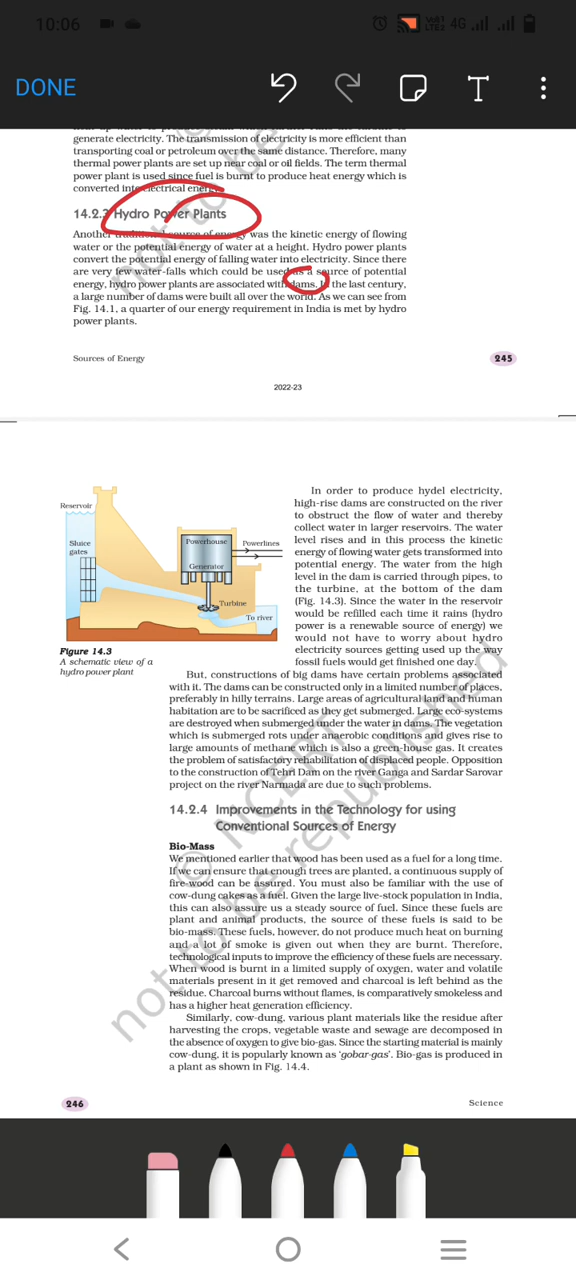 10:06
VoLTE 4G
DONE
T
generate electricity. The transmission of electricity is more efficient than
transporting coal or petroleum over the same distance. Therefore, many
thermal power plants are set up near coal or oil fields. The term thermal
power plant is used since fuel is burnt to produce heat energy which is
converted into electrical energy.
14.2.3 Hydro Power Plants
Another traditional source of energy was the kinetic energy of flowing
water or the potential energy of water at a height. Hydro power plants
convert the potential energy of falling water into electricity. Since there
are very few water-falls which could be used as a source of potential
energy, hydro power plants are associated with dams. In the last century,
a large number of dams were built all over the world. As we can see from
Fig. 14.1, a quarter of our energy requirement in India is met by hydro
power plants.
Sources of Energy
245
2022-23
Reservoir
Sluice
gates
Powerhouse
Powerlines
Generator
Turbine
To river
Figure 14.3
A schematic view of a
hydro power plant
In order to produce hydel electricity,
high-rise dams are constructed on the river
to obstruct the flow of water and thereby
collect water in larger reservoirs. The water
level rises and in this process the kinetic
energy of flowing water gets transformed into
potential energy. The water from the high
level in the dam is carried through pipes, to
the turbine, at the bottom of the dam
(Fig. 14.3). Since the water in the reservoir
would be refilled each time it rains (hydro
power is a renewable source of energy) we
would not have to worry about hydro
electricity sources getting used up the way
fossil fuels would get finished one day.
But, constructions of big dams have certain problems associated
with it. The dams can be constructed only in a limited number of places,
preferably in hilly terrains. Large areas of agricultural land and human
habitation are to be sacrificed as they get submerged. Large eco-systems
are destroyed when submerged under the water in dams. The vegetation
which is submerged rots under anaerobic conditions and gives rise to
large amounts of methane which is also a green-house gas. It creates
the problem of satisfactory rehabilitation of displaced people. Opposition
to the construction of Tehri Dam on the river Ganga and Sardar Sarovar
project on the river Narmada are due to such problems.
14.2.4 Improvements in the Technology for using
Conventional Sources of Energy
Bio-Mass
We mentioned earlier that wood has been used as a fuel for a long time.
If we can ensure that enough trees are planted, a continuous supply of
fire-wood can be assured. You must also be familiar with the use of
cow-dung cakes as a fuel. Given the large live-stock population in India,
this can also assure us a steady source of fuel. Since these fuels are
plant and animal products, the source of these fuels is said to be
bio-mass. These fuels, however, do not produce much heat on burning
and a lot of smoke is given out when they are burnt. Therefore,
technological inputs to improve the efficiency of these fuels are necessary.
When wood is burnt in a limited supply of oxygen, water and volatile
materials present in it get removed and charcoal is left behind as the
residue. Charcoal burns without flames, is comparatively smokeless and
has a higher heat generation efficiency.
Similarly, cow-dung, various plant materials like the residue after
harvesting the crops, vegetable waste and sewage are decomposed in
the absence of oxygen to give bio-gas. Since the starting material is mainly
cow-dung, it is popularly known as 'gobar-gas'. Bio-gas is produced in
a plant as shown in Fig. 14.4.
© NCERT
not to be republished
246
Science